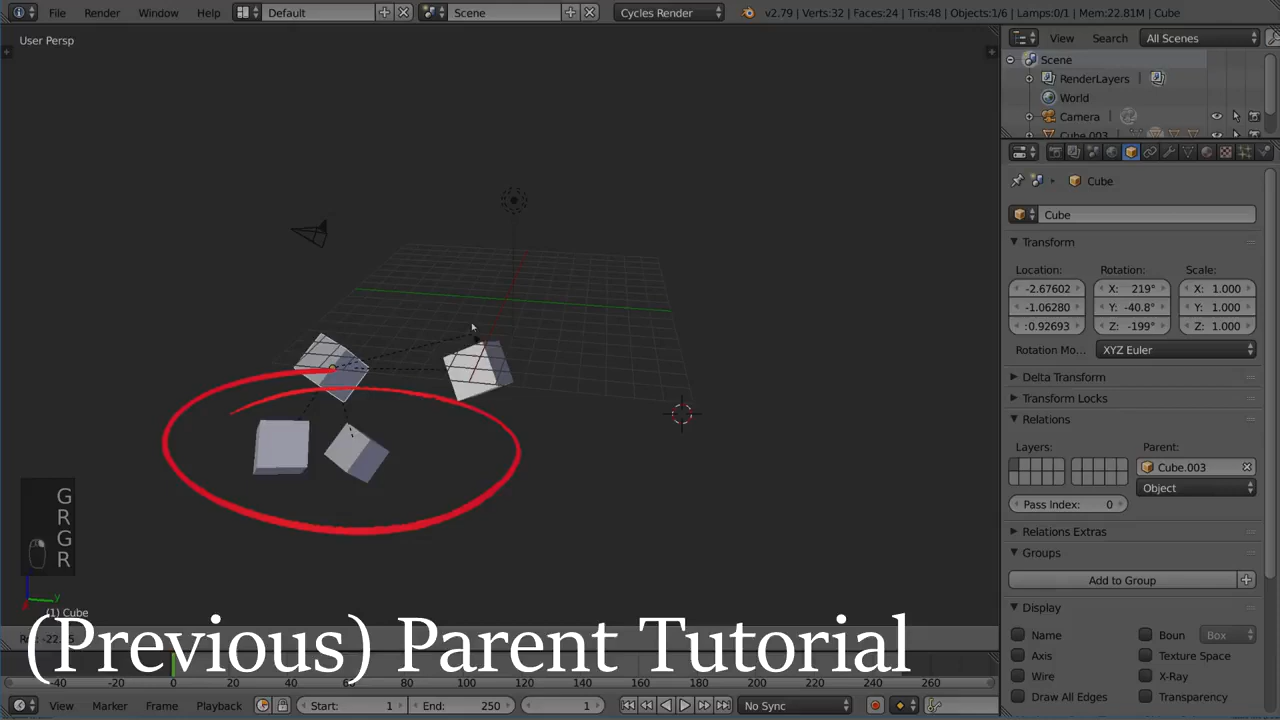 File Render Window Help Default Scene Cycles Render v2.79 | Verts:32 | Faces:24 | Tris:48 | Objects:1/6 | Lamps:0/1 | Mem:22.81M | Cube
User Persp
View Search All Scenes
Scene
RenderLayers
World
Camera
Cube.003
Cube
Cube
Transform
Location: Rotation: Scale:
-2.67602 X: 219° X: 1.000
-1.06280 Y: -40.8° Y: 1.000
:0.92693 Z: -199° Z: 1.000
Rotation Mo... XYZ Euler
Delta Transform
Transform Locks
Relations
Layers: Parent:
Cube.003
Object
Pass Index: 0
Relations Extras
Groups
Add to Group
Display
Name Boun Box
Axis Texture Space
Wire X-Ray
Draw All Edges Transparency
G
R
G
R
y
(1) Cube
(Previous) Parent Tutorial
-40 -20 0 20 40 60 80 100 120 140 160 180 200 220 240 260
View Marker Frame Playback Start: 1 End: 250 1 No Sync